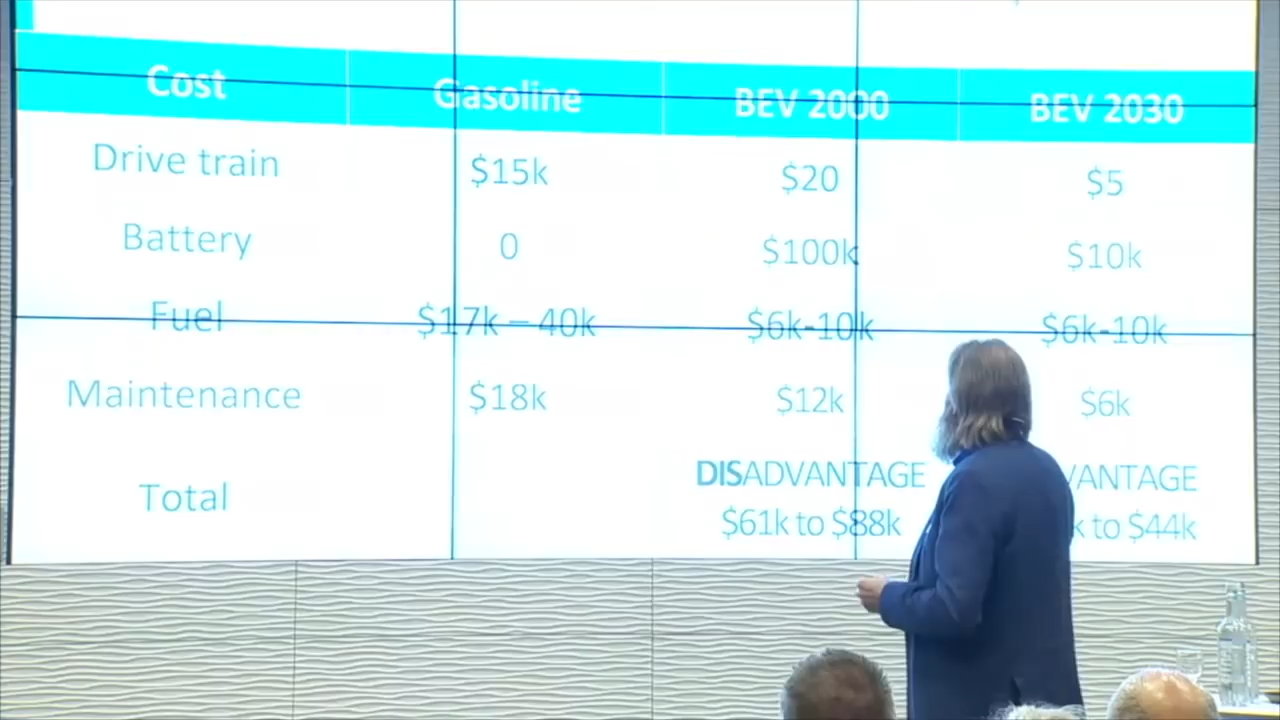 Cost Gasoline BEV 2000 BEV 2030
Drive train $15k $20 $5
Battery 0 $100k $10k
Fuel $17k – 40k $6k-10k $6k-10k
Maintenance $18k $12k $6k
Total DISADVANTAGE VANTAGE
$61k to $88k k to $44k